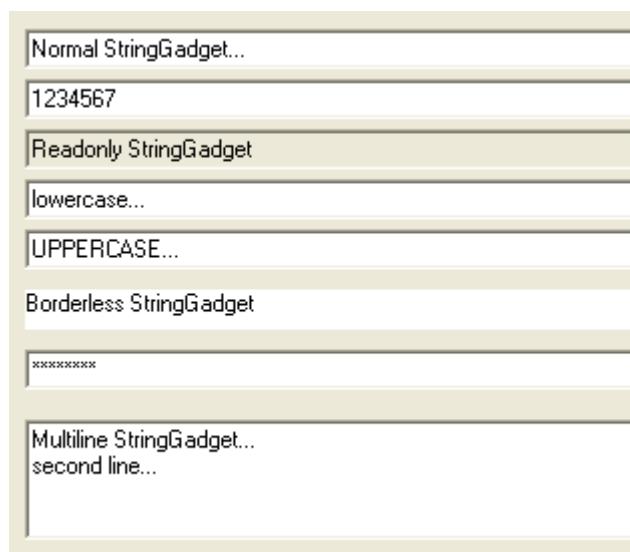 Normal StringGadget...
1234567
Readonly StringGadget
lowercase...
UPPERCASE...
Borderless StringGadget
********
Multiline StringGadget...
second line...